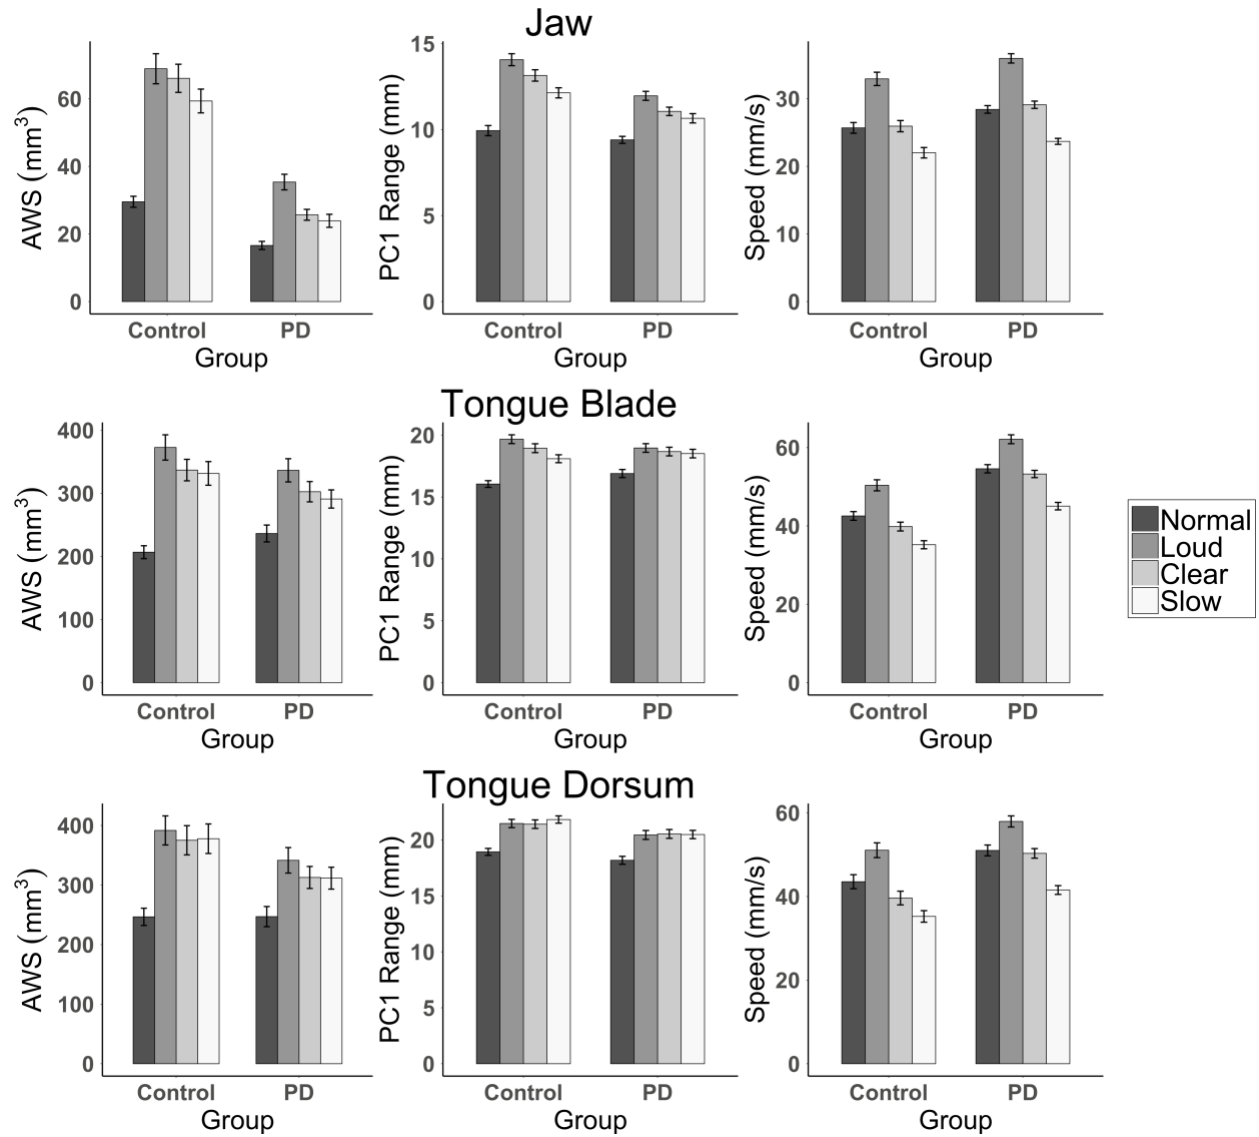 Jaw
AWS (mm³)
60
40
20
0
Control PD
Group
PC1 Range (mm)
15
10
5
0
Control PD
Group
Speed (mm/s)
30
20
10
0
Control PD
Group
Tongue Blade
AWS (mm³)
400
300
200
100
0
Control PD
Group
PC1 Range (mm)
20
15
10
5
0
Control PD
Group
Speed (mm/s)
60
40
20
0
Control PD
Group
Normal
Loud
Clear
Slow
Tongue Dorsum
AWS (mm³)
400
300
200
100
0
Control PD
Group
PC1 Range (mm)
20
15
10
5
0
Control PD
Group
Speed (mm/s)
60
40
20
0
Control PD
Group